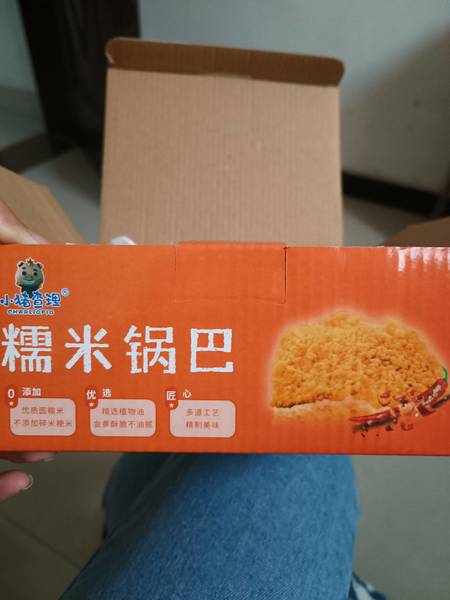 小猪查理®
CHARLIEPIG
糯米锅巴
0添加
优质圆糯米
不添加碎米粳米
优选
精选植物油
金萝酥脆不油腻
匠心
多道工艺
精制美味